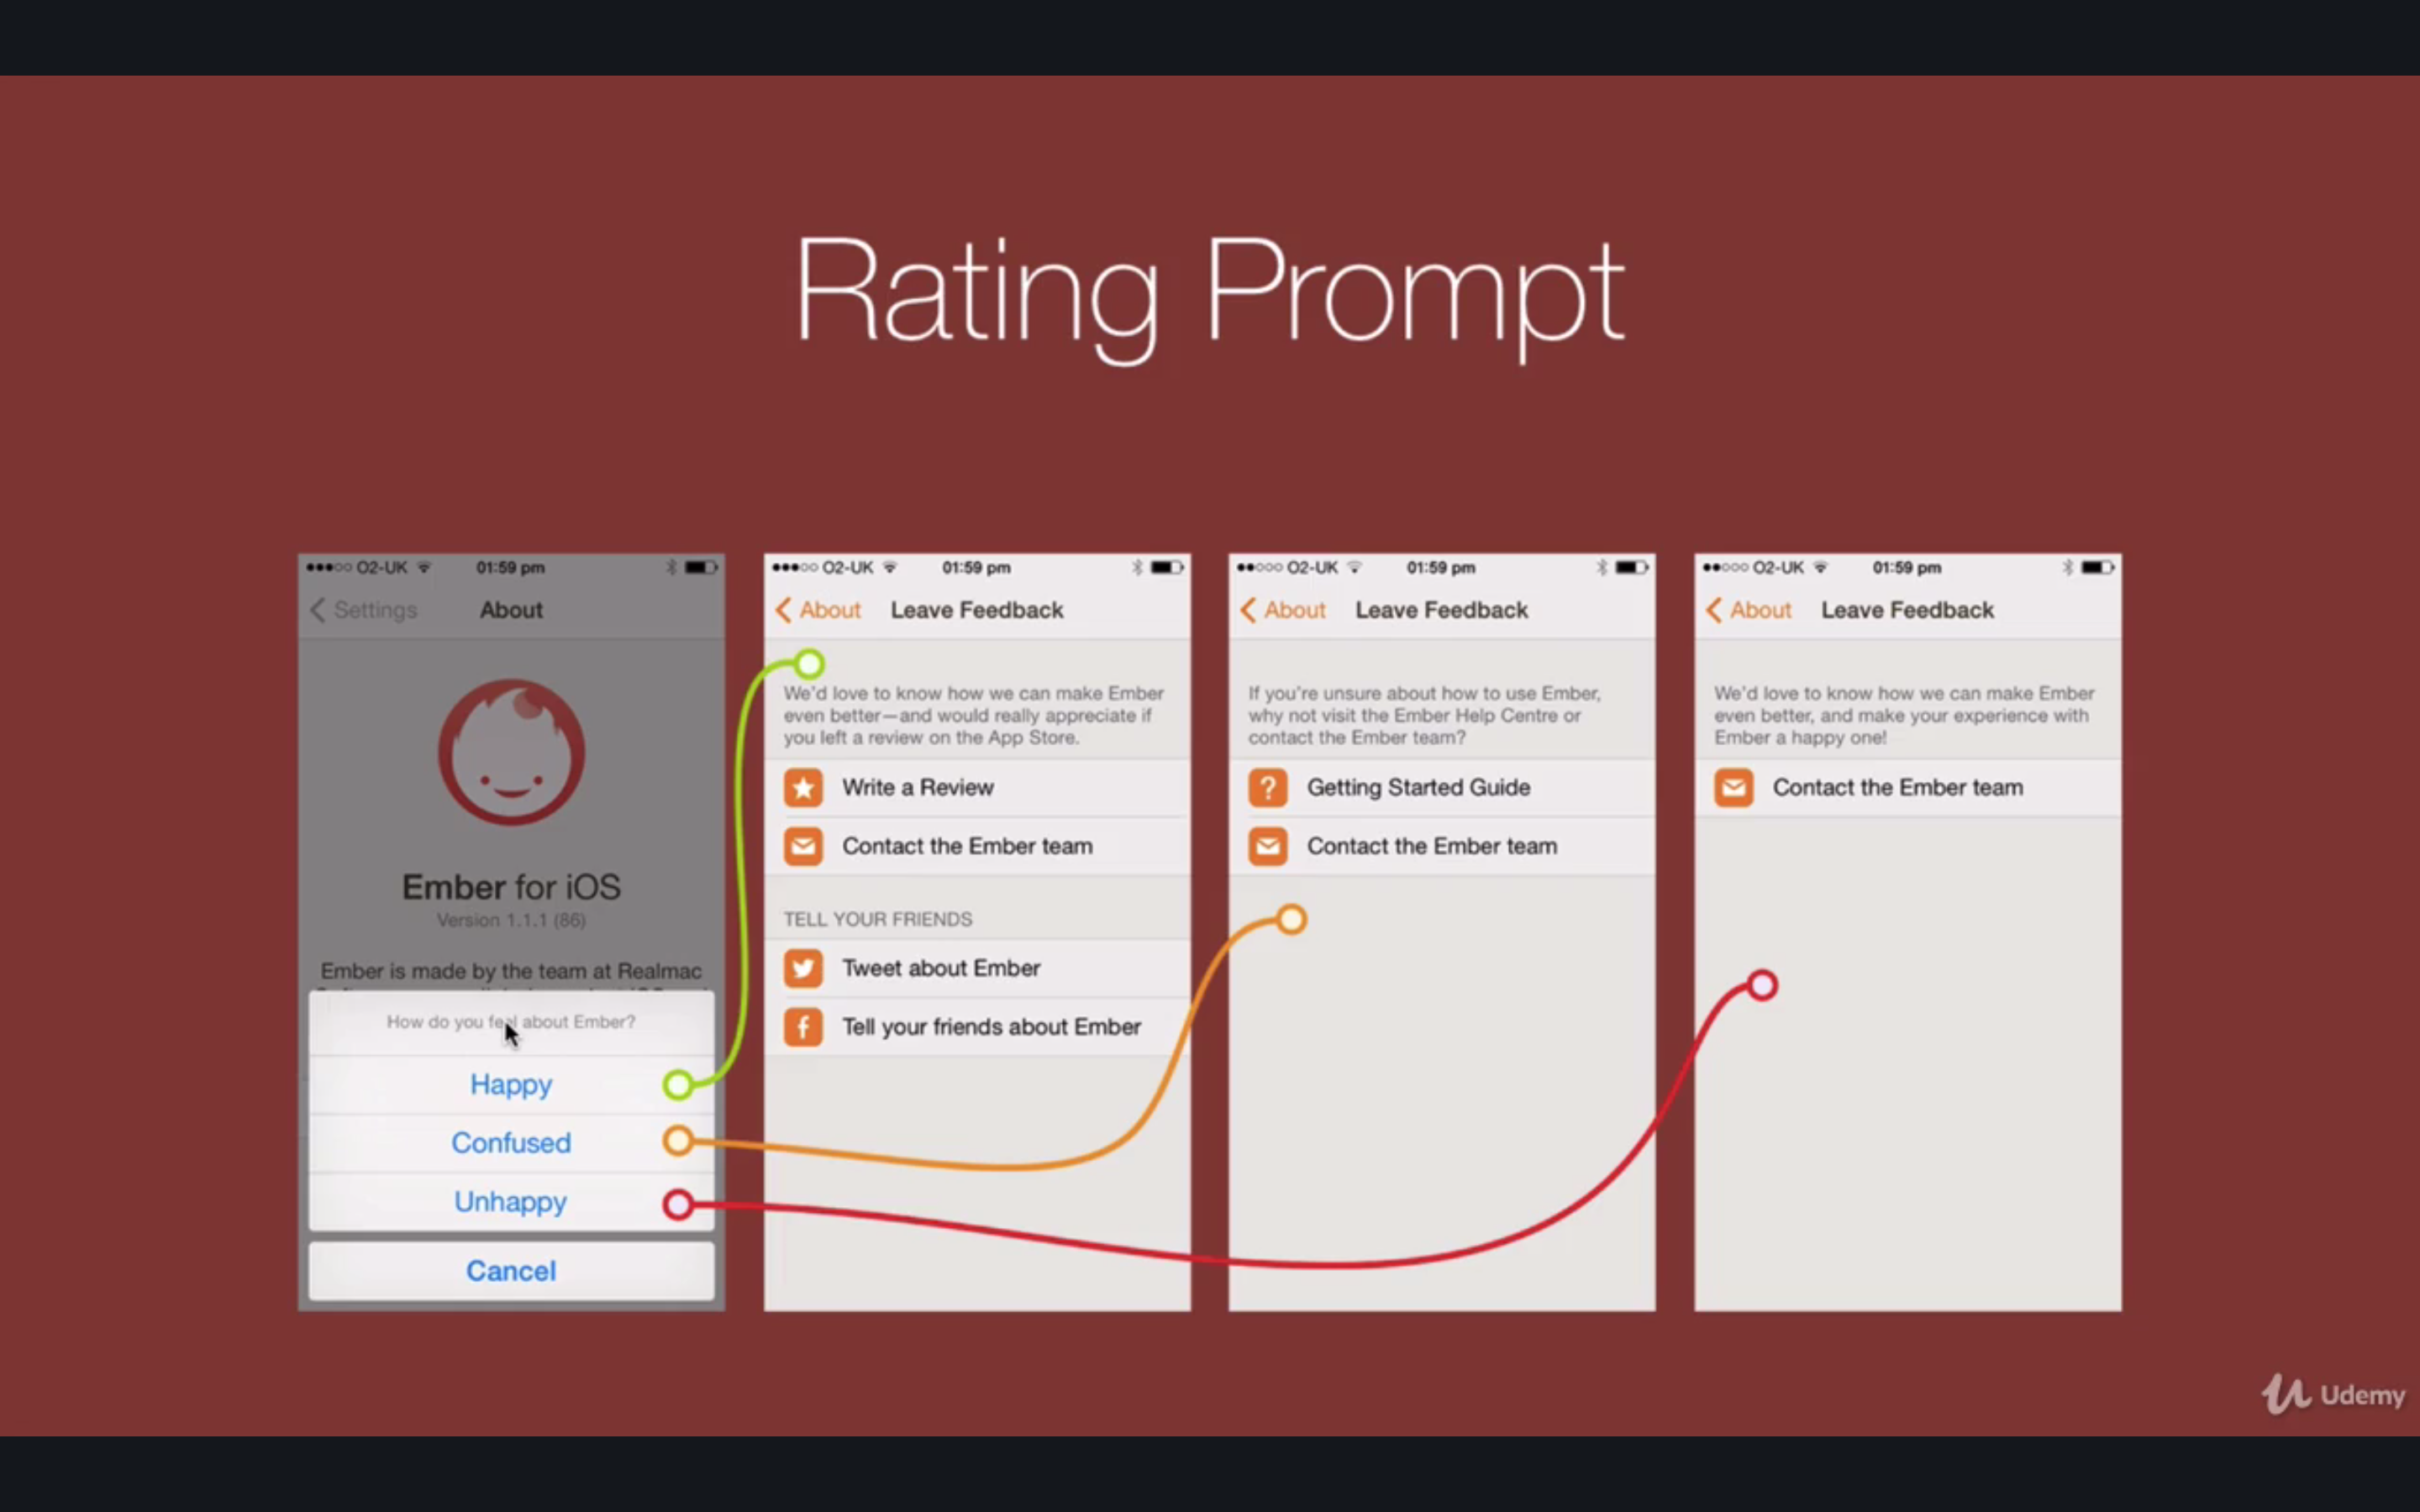 Rating Prompt
O2-UK 01:59 pm
Settings About
Ember for iOS
Version 1.1.1 (86)
Ember is made by the team at Realmac
How do you feel about Ember?
Happy
Confused
Unhappy
Cancel
O2-UK 01:59 pm
About Leave Feedback
We'd love to know how we can make Ember
even better—and would really appreciate if
you left a review on the App Store.
Write a Review
Contact the Ember team
TELL YOUR FRIENDS
Tweet about Ember
Tell your friends about Ember
O2-UK 01:59 pm
About Leave Feedback
If you're unsure about how to use Ember,
why not visit the Ember Help Centre or
contact the Ember team?
Getting Started Guide
Contact the Ember team
O2-UK 01:59 pm
About Leave Feedback
We'd love to know how we can make Ember
even better, and make your experience with
Ember a happy one!
Contact the Ember team
Udemy